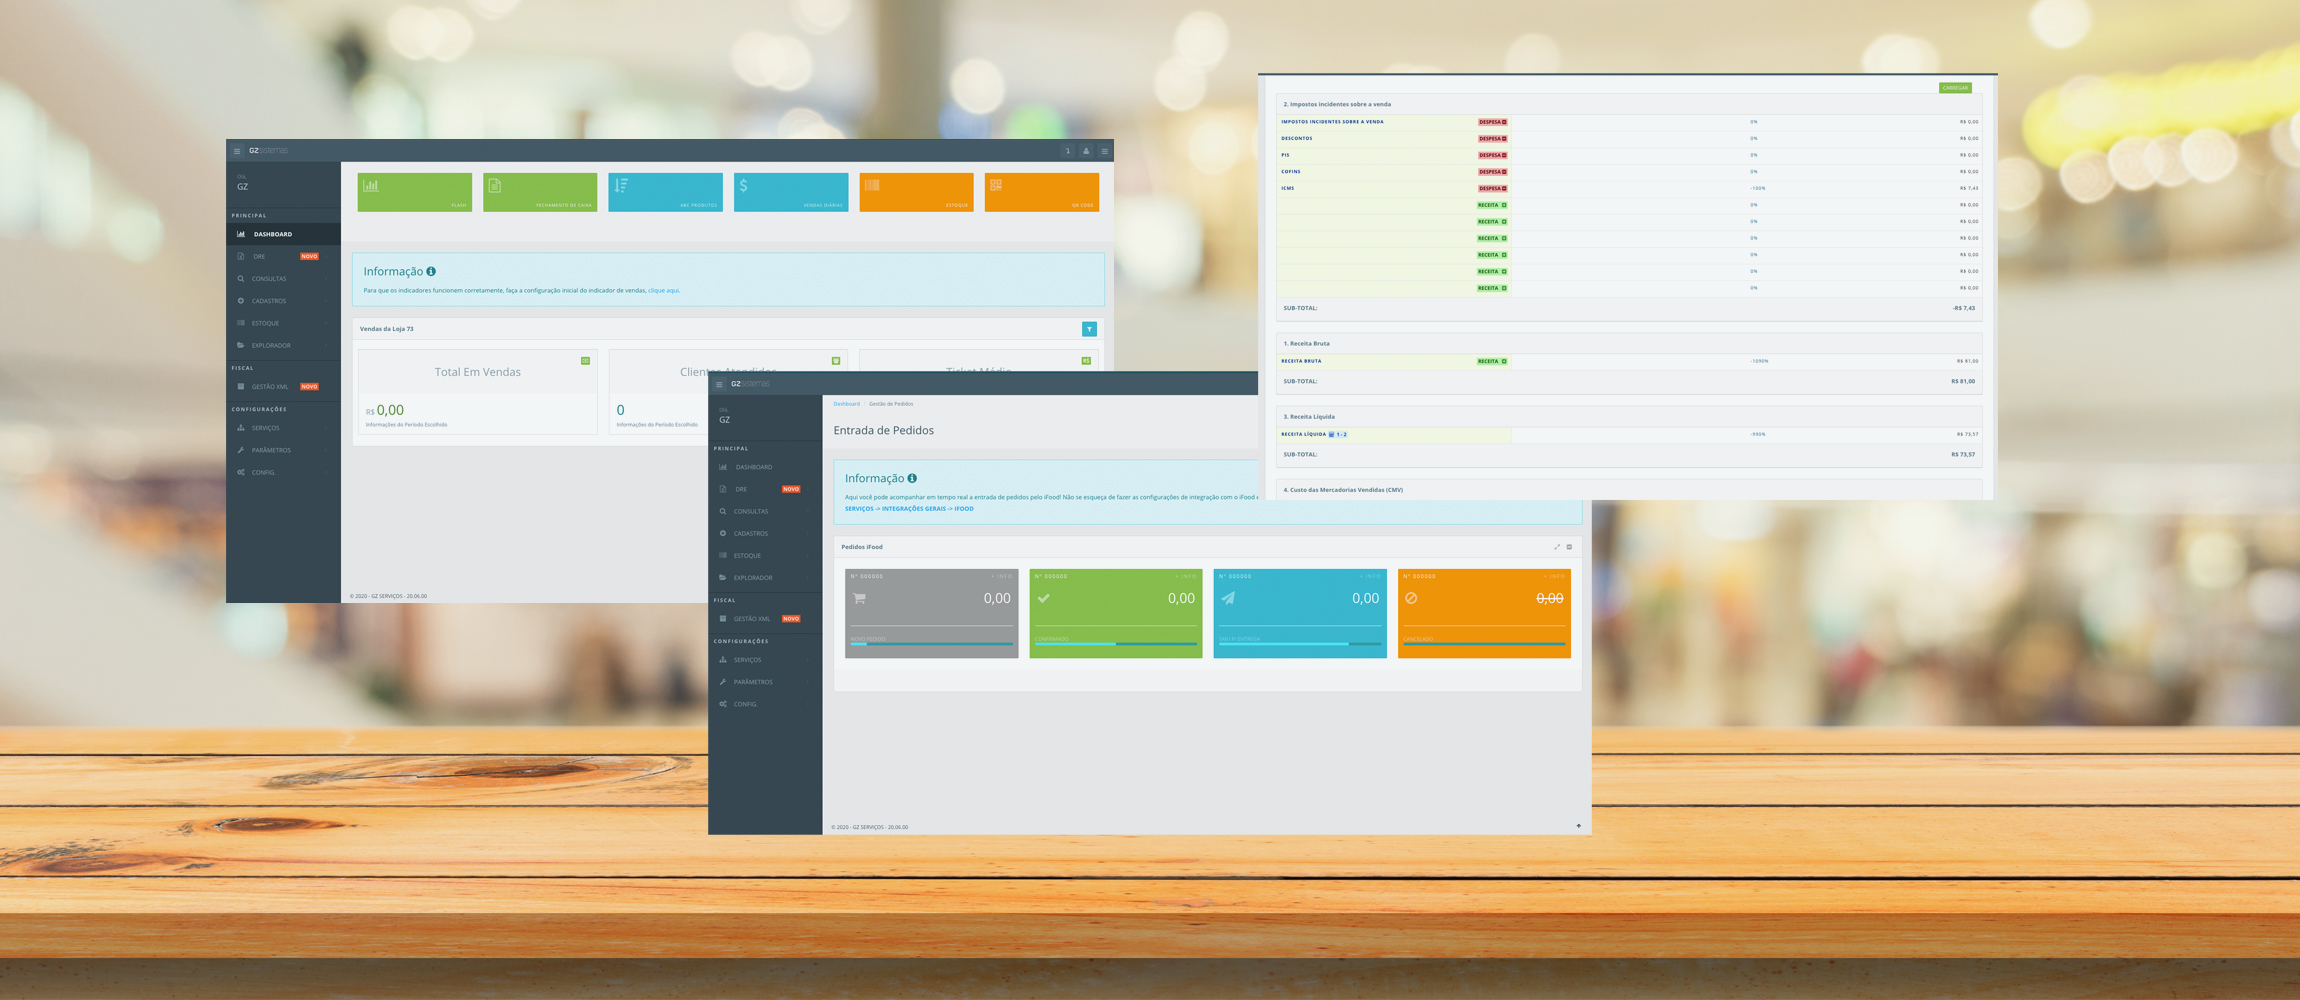 GZsistemas
Olá,
GZ
PRINCIPAL
DASHBOARD
DRE NOVO
CONSULTAS
CADASTROS
ESTOQUE
EXPLORADOR
FISCAL
GESTÃO XML NOVO
CONFIGURAÇÕES
SERVIÇOS
PARÂMETROS
CONFIG.
FLASH
FECHAMENTO DE CAIXA
ABC PRODUTOS
VENDAS DIÁRIAS
ESTOQUE
QR CODE
Informação
Para que os indicadores funcionem corretamente, faça a configuração inicial do indicador de vendas, clique aqui.
Vendas da Loja 73
Total Em Vendas
R$ 0,00
Informações do Período Escolhido
Clientes Atendidos
0
Informações do Período Escolhido
Ticket Médio
R$
© 2020 - GZ SERVIÇOS - 20.06.00
GZsistemas
Olá,
GZ
PRINCIPAL
DASHBOARD
DRE NOVO
CONSULTAS
CADASTROS
ESTOQUE
EXPLORADOR
FISCAL
GESTÃO XML NOVO
CONFIGURAÇÕES
SERVIÇOS
PARÂMETROS
CONFIG.
Dashboard / Gestão de Pedidos
Entrada de Pedidos
Informação
Aqui você pode acompanhar em tempo real a entrada de pedidos pelo iFood! Não se esqueça de fazer as configurações de integração com o iFood
SERVIÇOS -> INTEGRAÇÕES GERAIS -> IFOOD
Pedidos iFood
N° 000000 + INFO
0,00
NOVO PEDIDO
N° 000000 + INFO
0,00
CONFIRMADO
N° 000000 + INFO
0,00
SAIU P/ ENTREGA
N° 000000 + INFO
0,00
CANCELADO
© 2020 - GZ SERVIÇOS - 20.06.00
CARREGAR
2. Impostos incidentes sobre a venda
IMPOSTOS INCIDENTES SOBRE A VENDA DESPESA 0% R$ 0,00
DESCONTOS DESPESA 0% R$ 0,00
PIS DESPESA 0% R$ 0,00
COFINS DESPESA 0% R$ 0,00
ICMS DESPESA -100% R$ 7,43
RECEITA 0% R$ 0,00
RECEITA 0% R$ 0,00
RECEITA 0% R$ 0,00
RECEITA 0% R$ 0,00
RECEITA 0% R$ 0,00
RECEITA 0% R$ 0,00
SUB-TOTAL: -R$ 7,43
1. Receita Bruta
RECEITA BRUTA RECEITA -1090% R$ 81,00
SUB-TOTAL: R$ 81,00
3. Receita Líquida
RECEITA LÍQUIDA 1 - 2 -990% R$ 73,57
SUB-TOTAL: R$ 73,57
4. Custo das Mercadorias Vendidas (CMV)